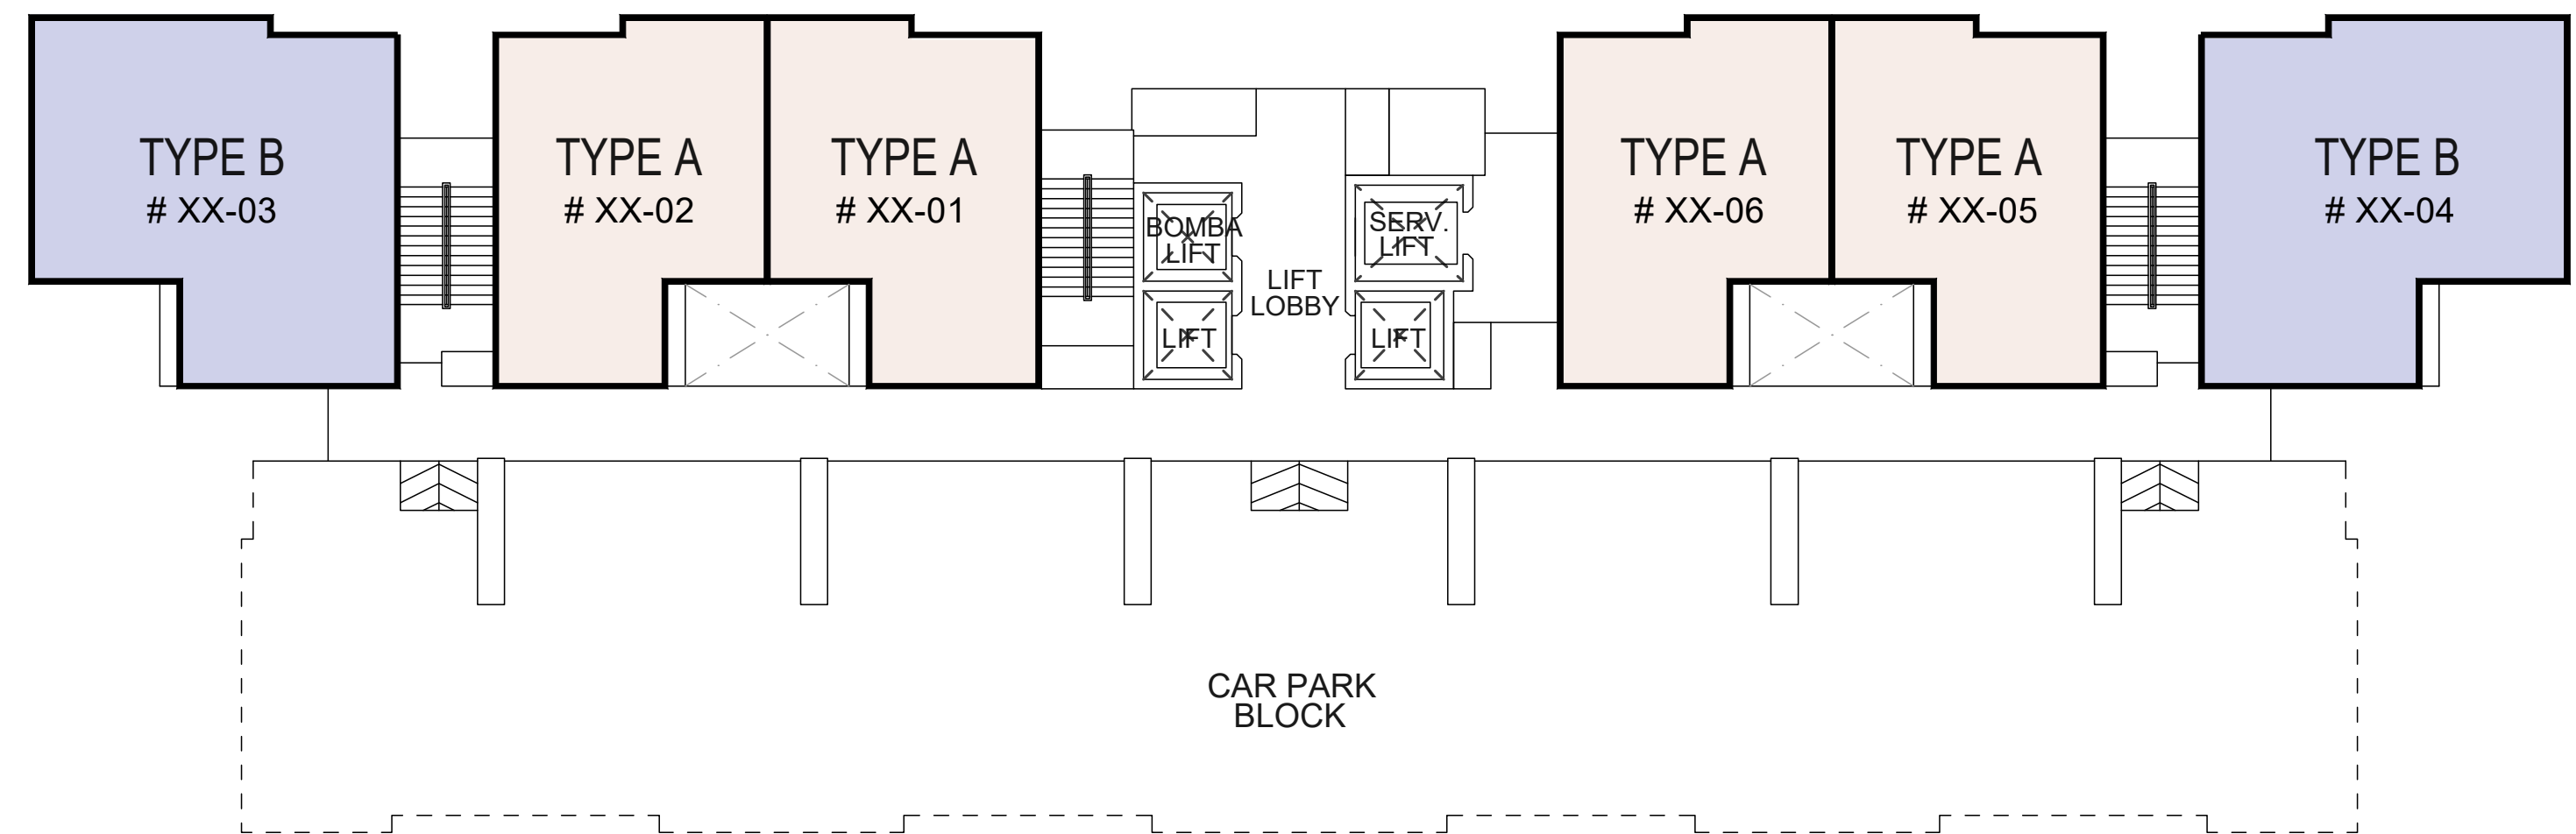 TYPE B
# XX-03
TYPE A
# XX-02
TYPE A
# XX-01
BOMBA
LIFT
LIFT
LIFT
LOBBY
SERV.
LIFT
LIFT
TYPE A
# XX-06
TYPE A
# XX-05
TYPE B
# XX-04
CAR PARK
BLOCK